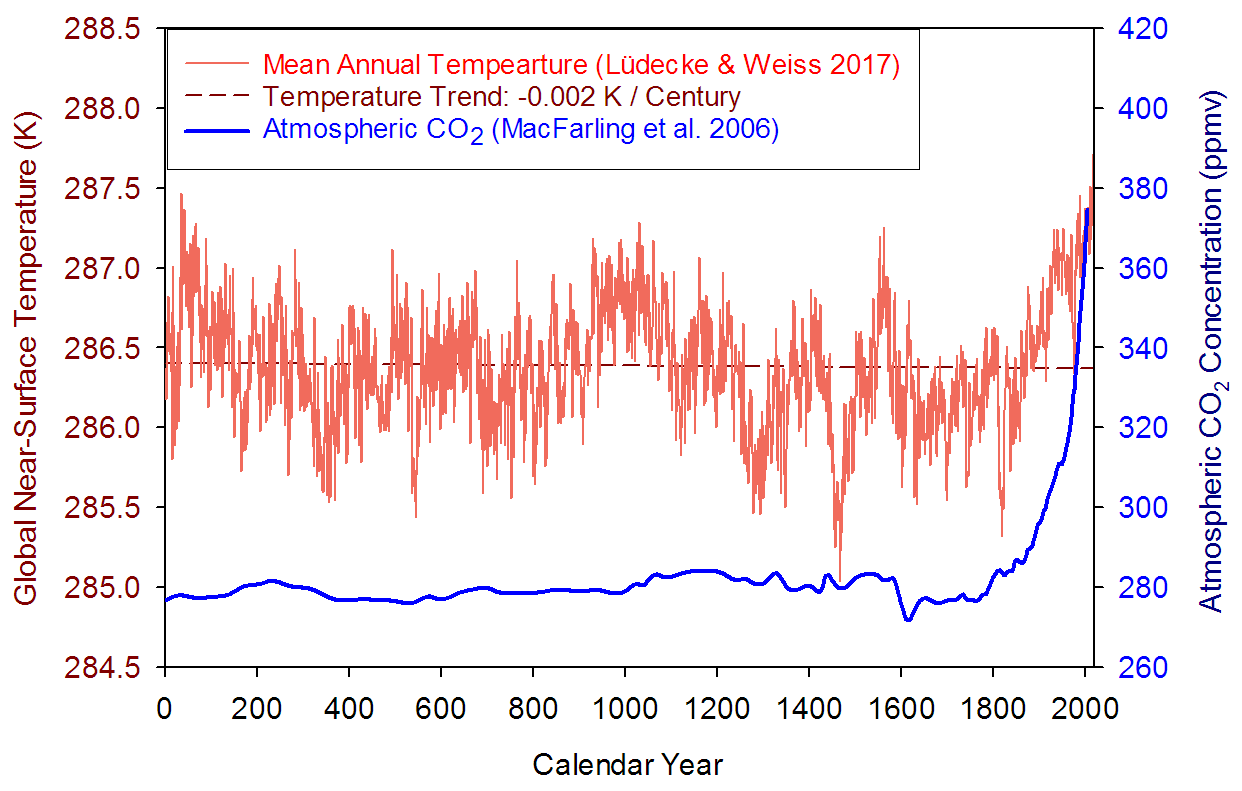 288.5
288.0
287.5
287.0
286.5
286.0
285.5
285.0
284.5
Global Near-Surface Temperature (K)
Mean Annual Tempearture (Lüdecke & Weiss 2017)
Temperature Trend: -0.002 K / Century
Atmospheric CO2 (MacFarling et al. 2006)
420
400
380
360
340
320
300
280
260
Atmospheric CO2 Concentration (ppmv)
0 200 400 600 800 1000 1200 1400 1600 1800 2000
Calendar Year